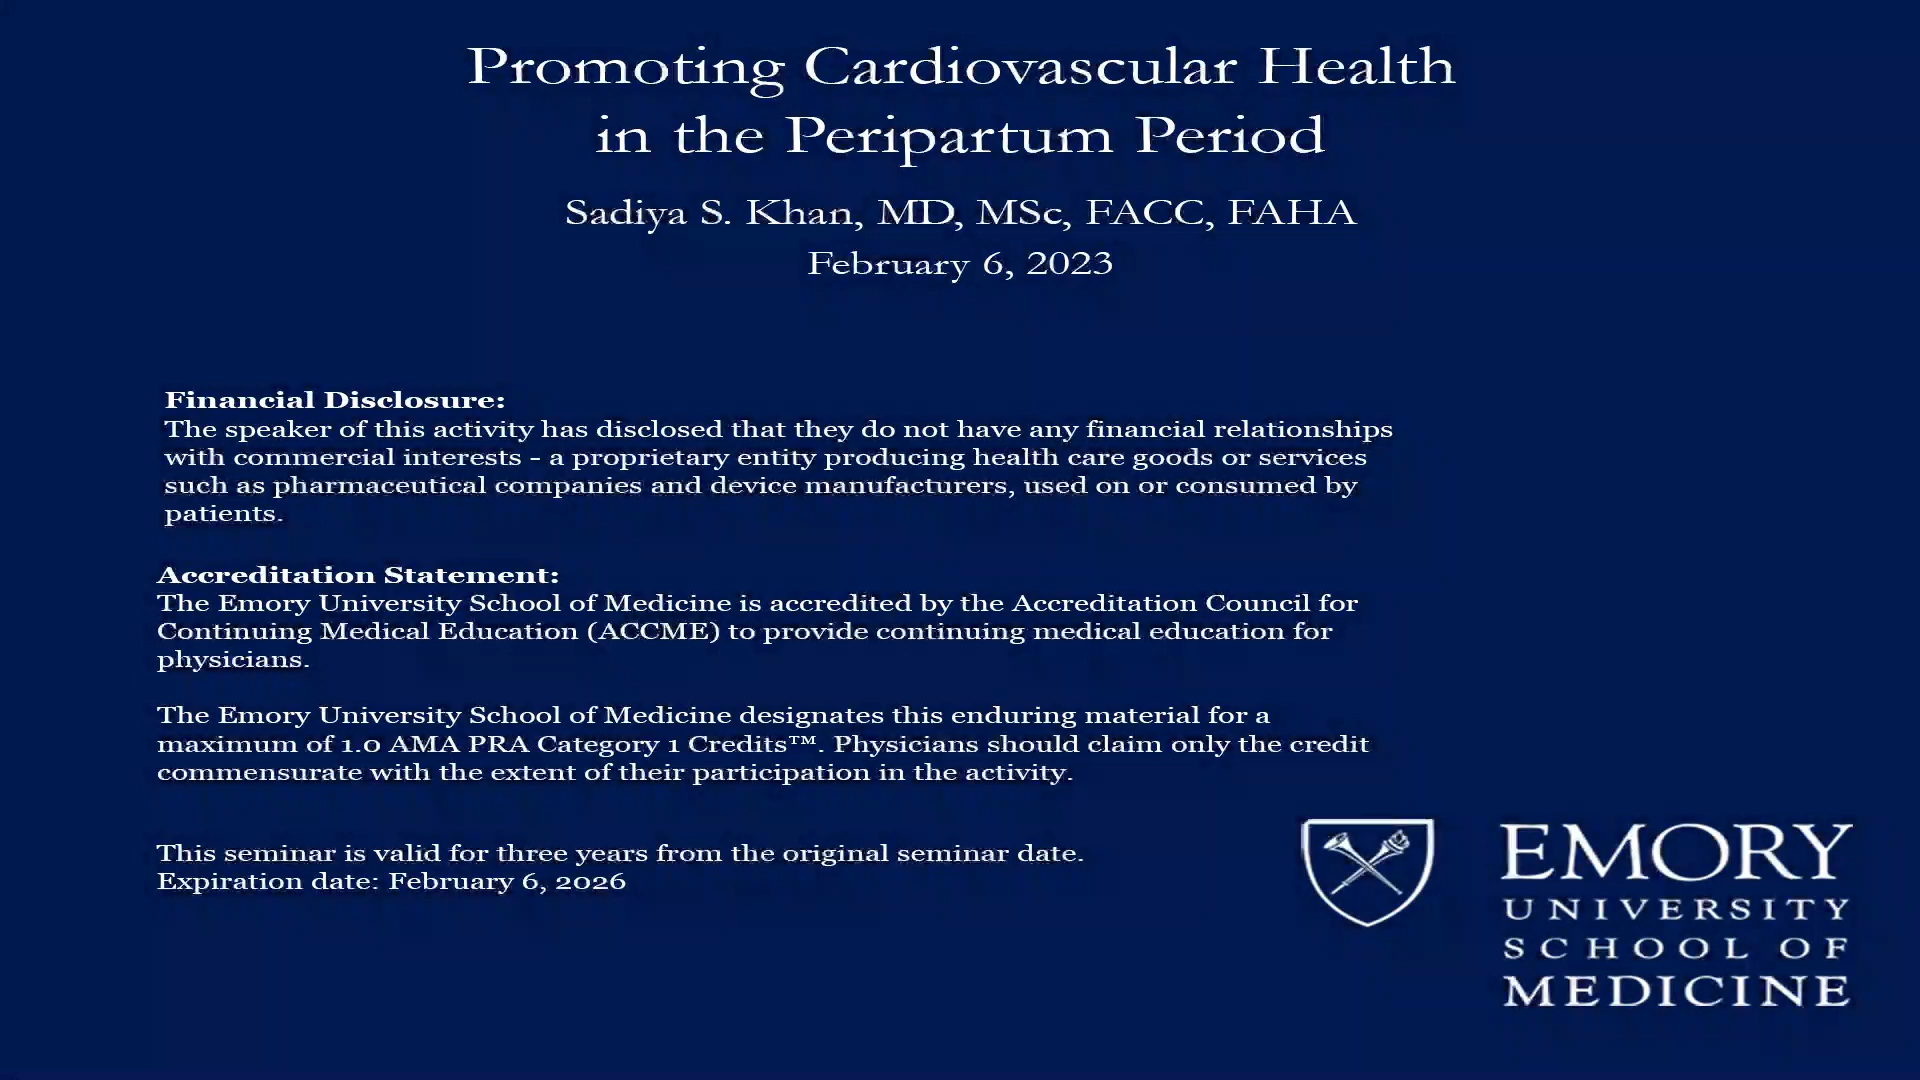 Promoting Cardiovascular Health
in the Peripartum Period
Sadiya S. Khan, MD, MSc, FACC, FAHA
February 6, 2023
Financial Disclosure:
The speaker of this activity has disclosed that they do not have any financial relationships
with commercial interests - a proprietary entity producing health care goods or services
such as pharmaceutical companies and device manufacturers, used on or consumed by
patients.
Accreditation Statement:
The Emory University School of Medicine is accredited by the Accreditation Council for
Continuing Medical Education (ACCME) to provide continuing medical education for
physicians.
The Emory University School of Medicine designates this enduring material for a
maximum of 1.0 AMA PRA Category 1 Credits™. Physicians should claim only the credit
commensurate with the extent of their participation in the activity.
This seminar is valid for three years from the original seminar date.
Expiration date: February 6, 2026
EMORY
UNIVERSITY
SCHOOL OF
MEDICINE